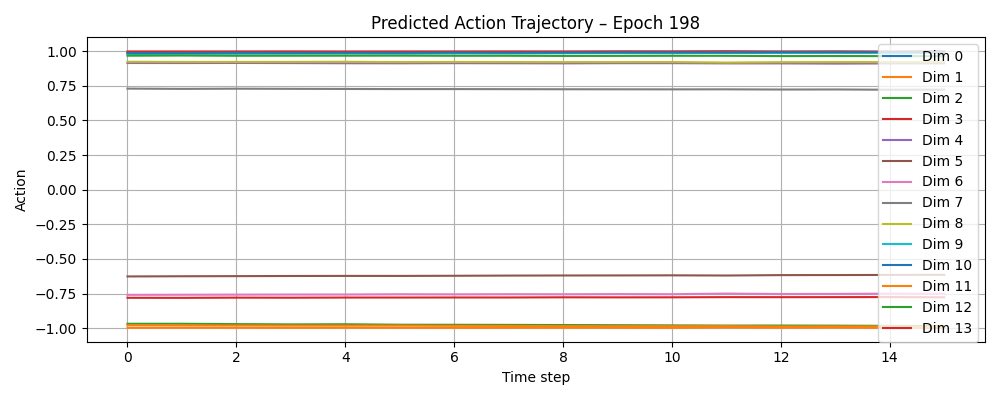 Predicted Action Trajectory – Epoch 198
Action
1.00
0.75
0.50
0.25
0.00
−0.25
−0.50
−0.75
−1.00
0 2 4 6 8 10 12 14
Time step
Dim 0
Dim 1
Dim 2
Dim 3
Dim 4
Dim 5
Dim 6
Dim 7
Dim 8
Dim 9
Dim 10
Dim 11
Dim 12
Dim 13